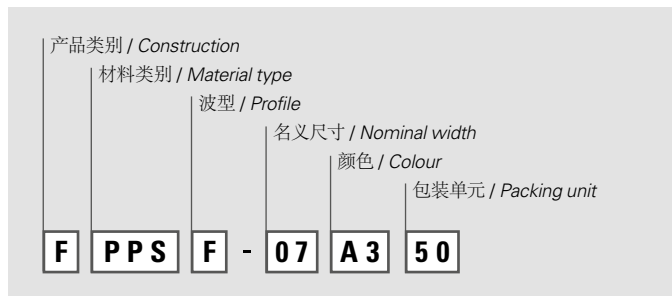 产品类别 / Construction
材料类别 / Material type
波型 / Profile
名义尺寸 / Nominal width
颜色 / Colour
包装单元 / Packing unit
F PPS F - 07 A3 50